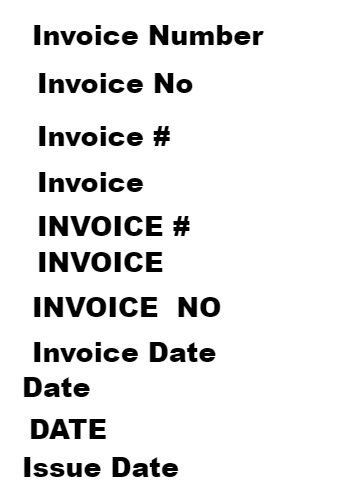 Invoice Number
Invoice No
Invoice #
Invoice
INVOICE #
INVOICE
INVOICE NO
Invoice Date
Date
DATE
Issue Date